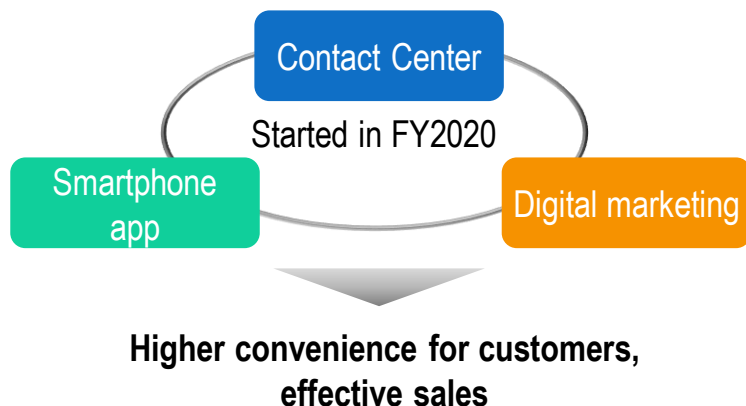 Contact Center
Started in FY2020
Smartphone
app
Digital marketing
Higher convenience for customers,
effective sales